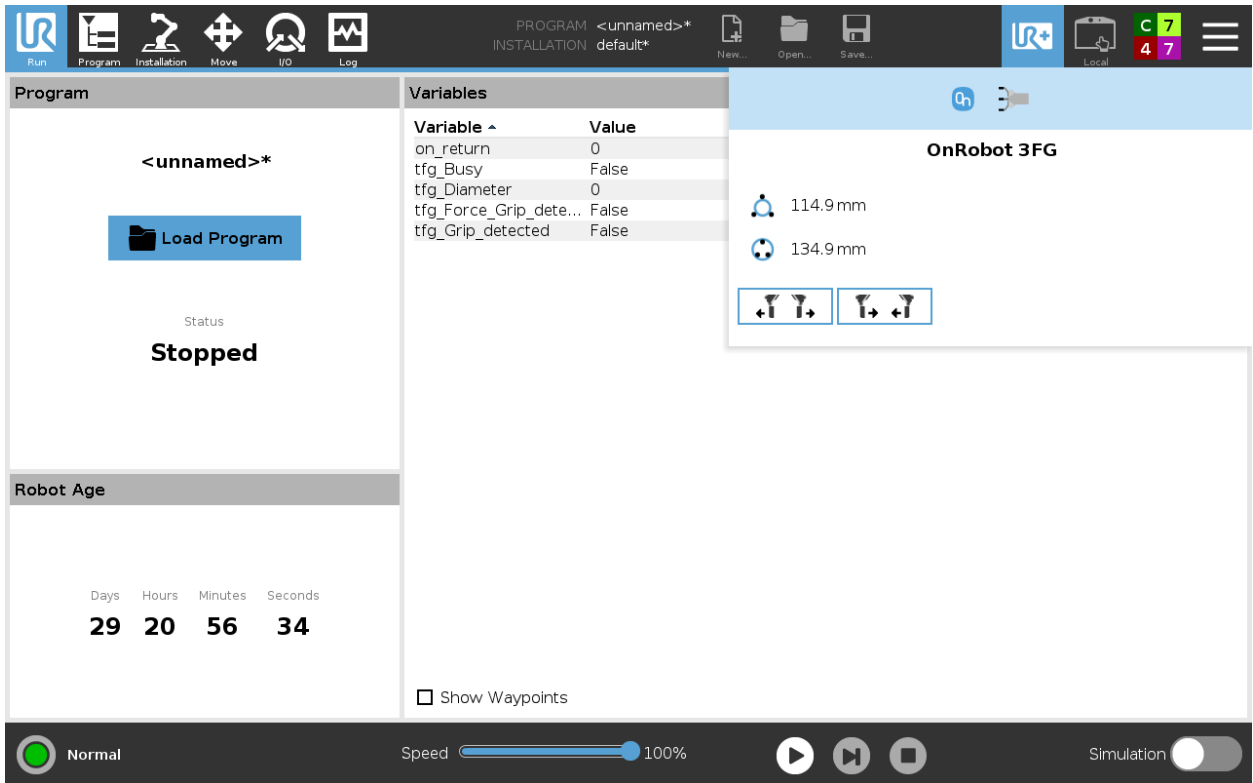 PROGRAM <unnamed>*
INSTALLATION default*
Run Program Installation Move I/O Log
New... Open... Save...
UR+
Local
C 7
4 7
Program
<unnamed>*
Load Program
Status
Stopped
Robot Age
Days Hours Minutes Seconds
29 20 56 34
Variables
Variable Value
on_return 0
tfg_Busy False
tfg_Diameter 0
tfg_Force_Grip_dete... False
tfg_Grip_detected False
Show Waypoints
OnRobot 3FG
114.9 mm
134.9 mm
Normal
Speed 100%
Simulation